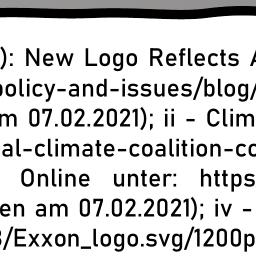 ): New Logo Reflects A
policy-and-issues/blog/
m 07.02.2021); ii - Clim
al-climate-coalition-co
Online unter: https
en am 07.02.2021); iv -
/Exxon_logo.svg/1200p